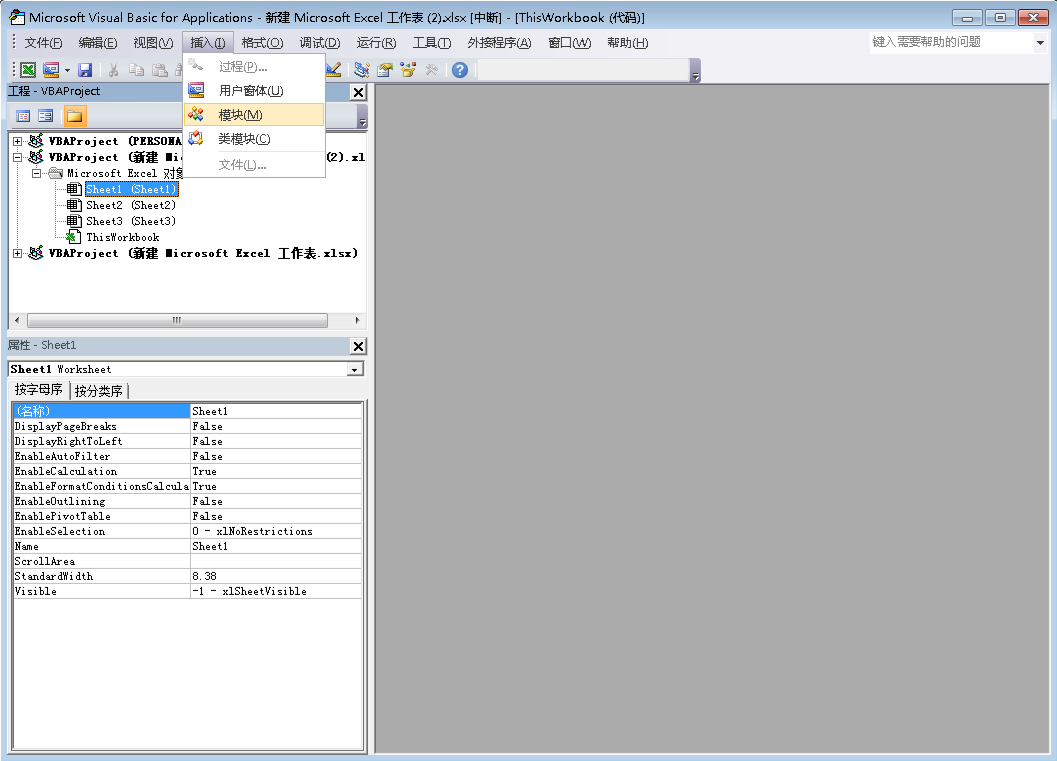 Microsoft Visual Basic for Applications - 新建 Microsoft Excel 工作表 (2).xlsx [中断] - [ThisWorkbook (代码)]
文件(F) 编辑(E) 视图(V) 插入(I) 格式(O) 调试(D) 运行(R) 工具(T) 外接程序(A) 窗口(W) 帮助(H) 键入需要帮助的问题
过程(P)...
用户窗体(U)
模块(M)
类模块(C)
文件(L)...
工程 - VBAProject
VBAProject (PERSONA
VBAProject (新建 Mi (2).xl
Microsoft Excel 对象
Sheet1 (Sheet1)
Sheet2 (Sheet2)
Sheet3 (Sheet3)
ThisWorkbook
VBAProject (新建 Microsoft Excel 工作表.xlsx)
属性 - Sheet1
Sheet1 Worksheet
按字母序 按分类序
(名称) Sheet1
DisplayPageBreaks False
DisplayRightToLeft False
EnableAutoFilter False
EnableCalculation True
EnableFormatConditionsCalcula True
EnableOutlining False
EnablePivotTable False
EnableSelection 0 - xlNoRestrictions
Name Sheet1
ScrollArea
StandardWidth 8.38
Visible -1 - xlSheetVisible